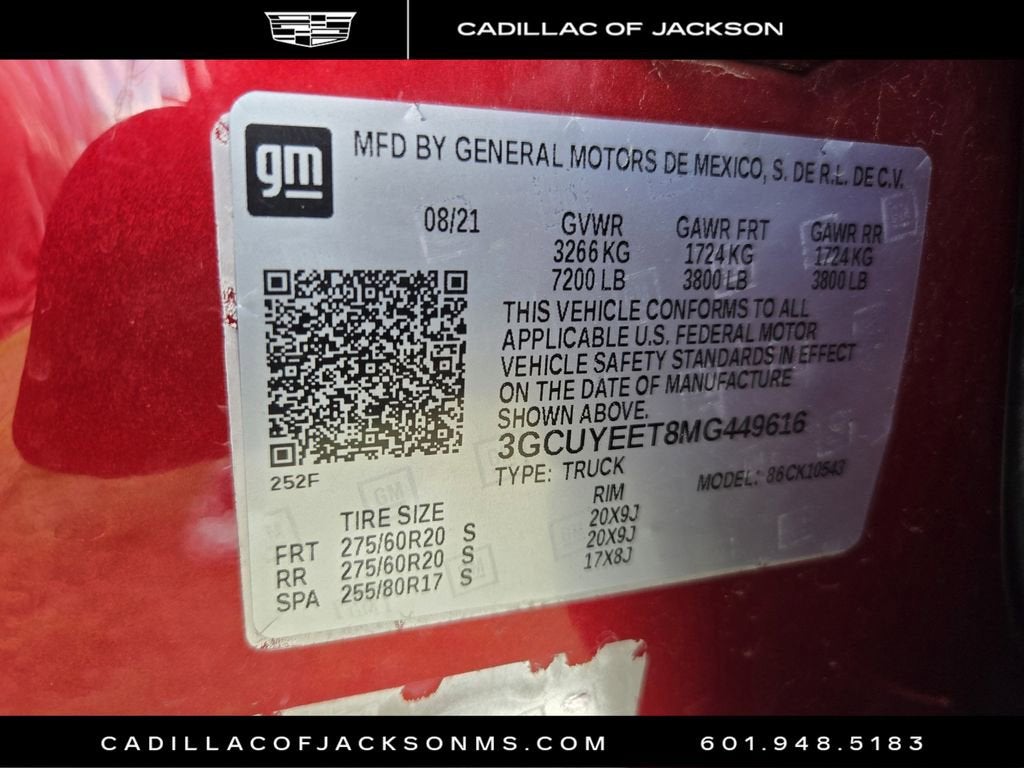 CADILLAC OF JACKSON
gm
MFD BY GENERAL MOTORS DE MEXICO, S. DE R.L. DE C.V.
08/21 GVWR GAWR FRT GAWR RR
3266 KG 1724 KG 1724 KG
7200 LB 3800 LB 3800 LB
THIS VEHICLE CONFORMS TO ALL
APPLICABLE U.S. FEDERAL MOTOR
VEHICLE SAFETY STANDARDS IN EFFECT
ON THE DATE OF MANUFACTURE
SHOWN ABOVE.
3GCUYEET8MG449616
252F
TYPE: TRUCK MODEL: 86CK10543
TIRE SIZE RIM
FRT 275/60R20 S 20X9J
RR 275/60R20 S 20X9J
SPA 255/80R17 S 17X8J
CADILLACOFJACKSONMS.COM 601.948.5183